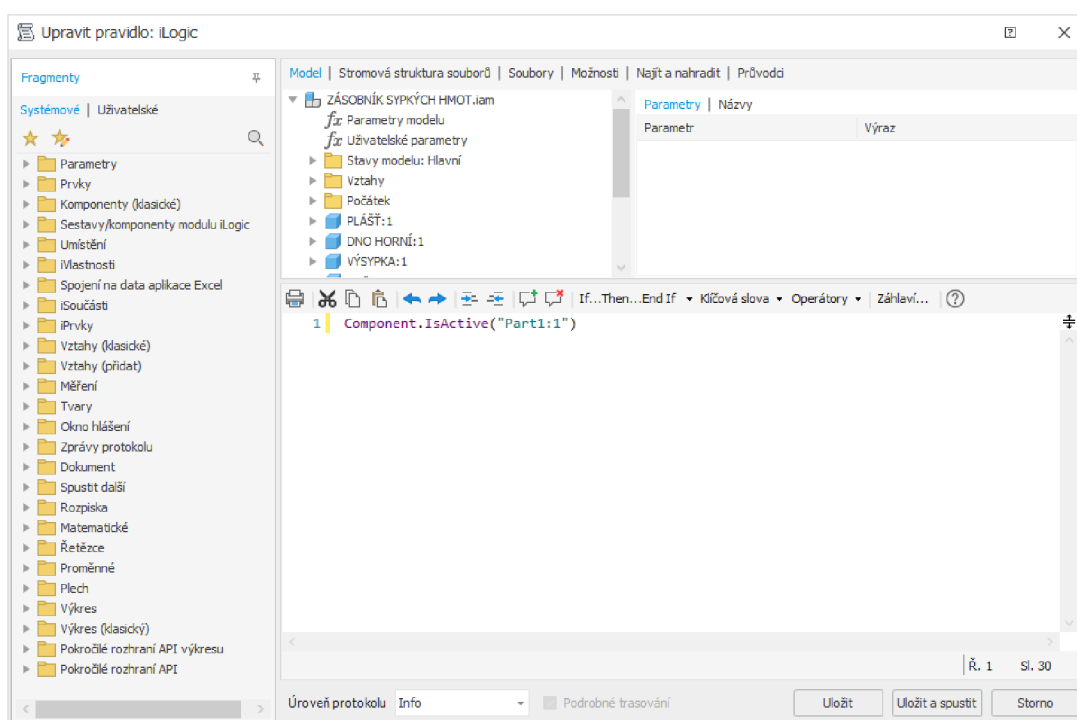 Upravit pravidlo: iLogic
Fragmenty
Systémové | Uživatelské
Parametry
Prvky
Komponenty (klasické)
Sestavy/komponenty modulu iLogic
Umístění
iVlastnosti
Spojení na data aplikace Excel
iSoučásti
iPrvky
Vztahy (klasické)
Vztahy (přidat)
Měření
Tvary
Okno hlášení
Zprávy protokolu
Dokument
Spustit další
Rozpiska
Matematické
Řetězce
Proměnné
Plech
Výkres
Výkres (klasický)
Pokročilé rozhraní API výkresu
Pokročilé rozhraní API
Model | Stromová struktura souborů | Soubory | Možnosti | Najít a nahradit | Průvodci
ZÁSOBNÍK SYPKÝCH HMOT.iam
fx Parametry modelu
fx Uživatelské parametry
Stavy modelu: Hlavní
Vztahy
Počátek
PLÁŠŤ:1
DNO HORNÍ:1
VÝSYPKA:1
Parametry | Názvy
Parametr Výraz
If...Then...End If Klíčová slova Operátory Záhlaví...
1 Component.IsActive("Part1:1")
Ř. 1 Sl. 30
Úroveň protokolu Info Podrobné trasování Uložit Uložit a spustit Storno